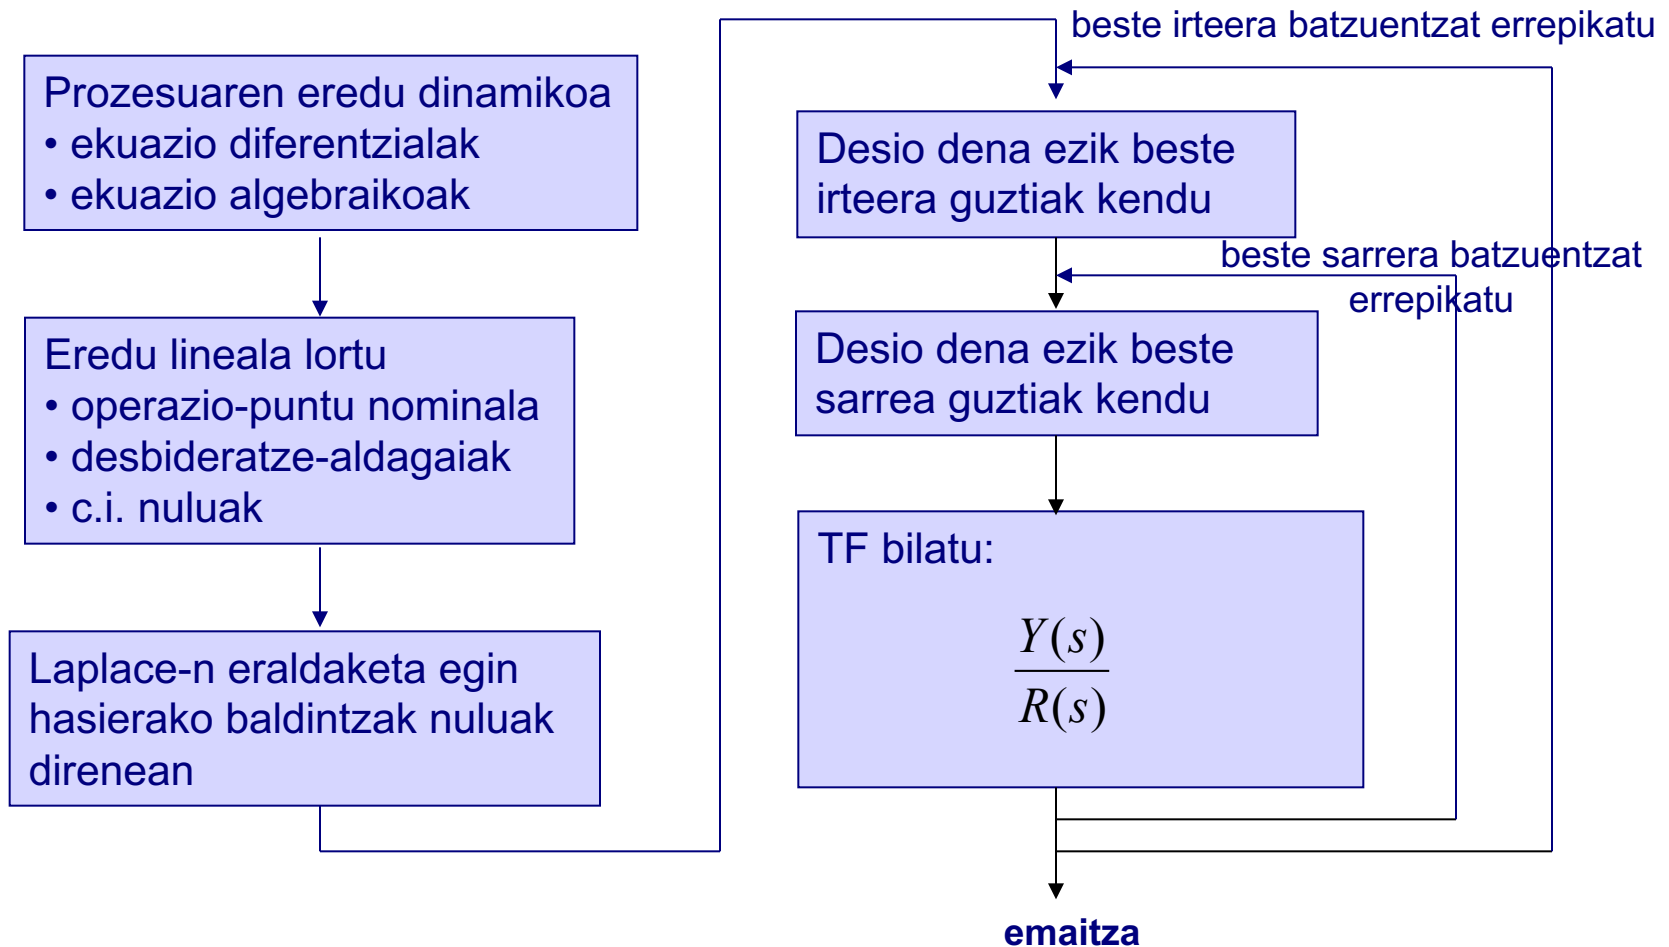 Prozesuaren eredu dinamikoa
• ekuazio diferentzialak
• ekuazio algebraikoak
Eredu lineala lortu
• operazio-puntu nominala
• desbideratze-aldagaiak
• c.i. nuluak
Laplace-n eraldaketa egin
hasierako baldintzak nuluak
direnean
beste irteera batzuentzat errepikatu
Desio dena ezik beste
irteera guztiak kendu
beste sarrera batzuentzat
errepikatu
Desio dena ezik beste
sarrea guztiak kendu
TF bilatu:
Y(s)
R(s)
emaitza